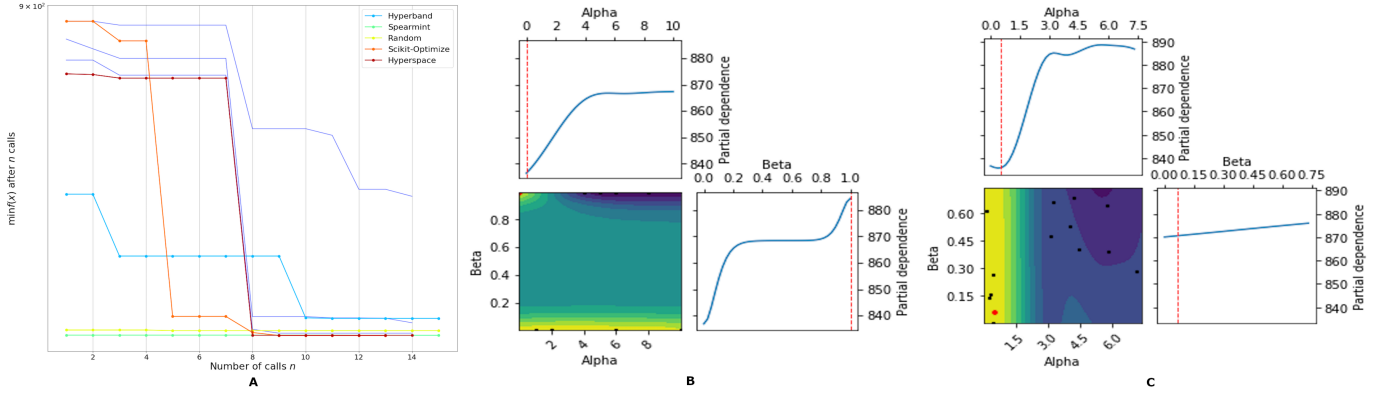 9 × 10²
Hyperband
Spearmint
Random
Scikit-Optimize
Hyperspace
min f(x) after n calls
2 4 6 8 10 12 14
Number of calls n
A
Alpha
0 2 4 6 8 10
880
870
860
850
840
Partial dependence
Beta
0.0 0.2 0.4 0.6 0.8 1.0
0.8
0.6
0.4
0.2
Beta
880
870
860
850
840
Partial dependence
2 4 6 8
Alpha
B
Alpha
0.0 1.5 3.0 4.5 6.0 7.5
890
880
870
860
850
840
Partial dependence
Beta
0.00 0.15 0.30 0.45 0.60 0.75
0.60
0.45
0.30
0.15
Beta
890
880
870
860
850
840
Partial dependence
1.5 3.0 4.5 6.0
Alpha
C